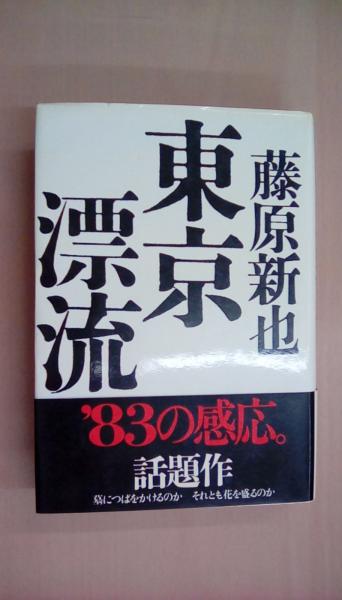 藤原新也
東京
漂流
'83の感応。
話題作
墓につばをかけるのか　それとも花を盛るのか